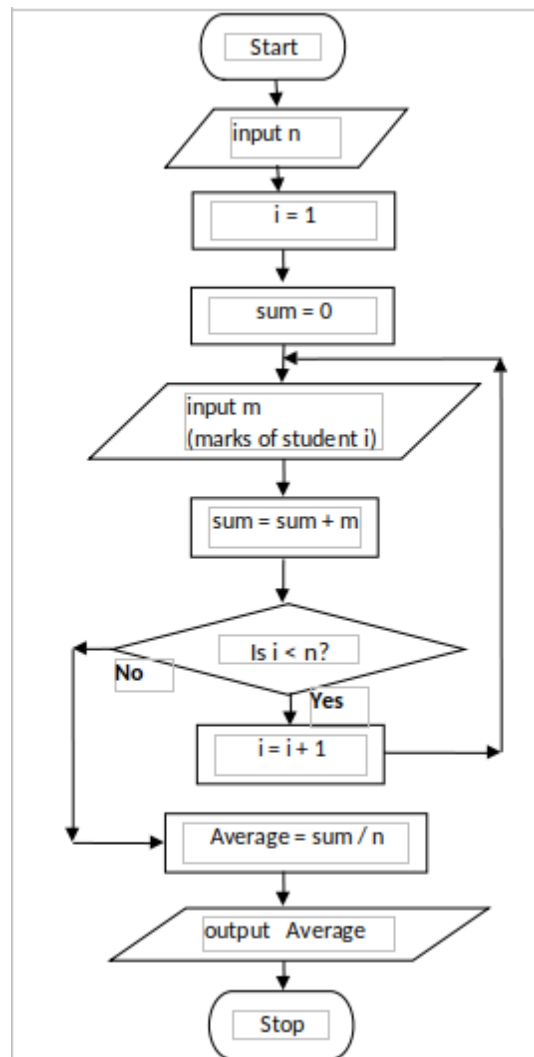 Start
input n
i = 1
sum = 0
input m
(marks of student i)
sum = sum + m
Is i < n?
No
Yes
i = i + 1
Average = sum / n
output Average
Stop